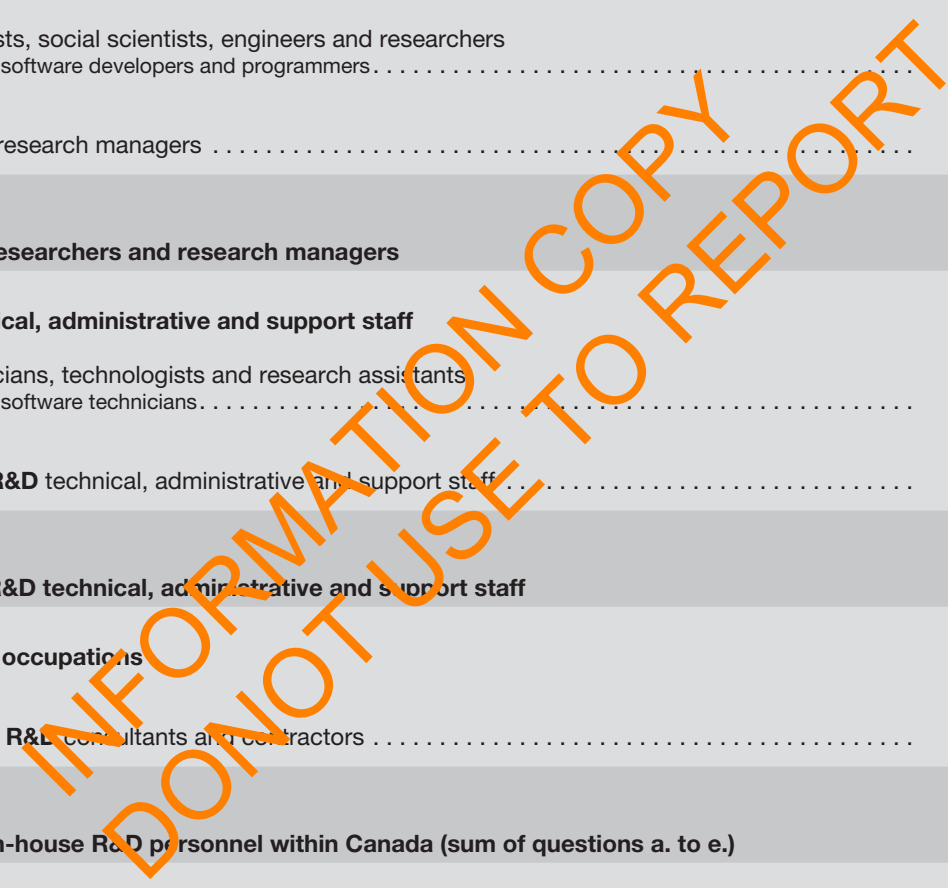 sts, social scientists, engineers and researchers
software developers and programmers
research managers
esearchers and research managers
ical, administrative and support staff
cians, technologists and research assistants
software technicians
R&D technical, administrative and support staff
R&D technical, administrative and support staff
occupations
R&D consultants and contractors
n-house R&D personnel within Canada (sum of questions a. to e.)
INFORMATION COPY
DO NOT USE TO REPORT